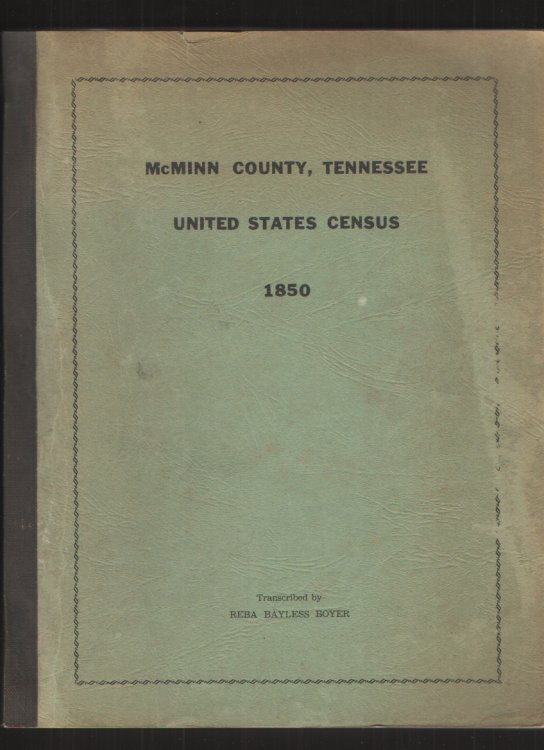 McMINN COUNTY, TENNESSEE
UNITED STATES CENSUS
1850
Transcribed by
REBA BAYLESS BOYER